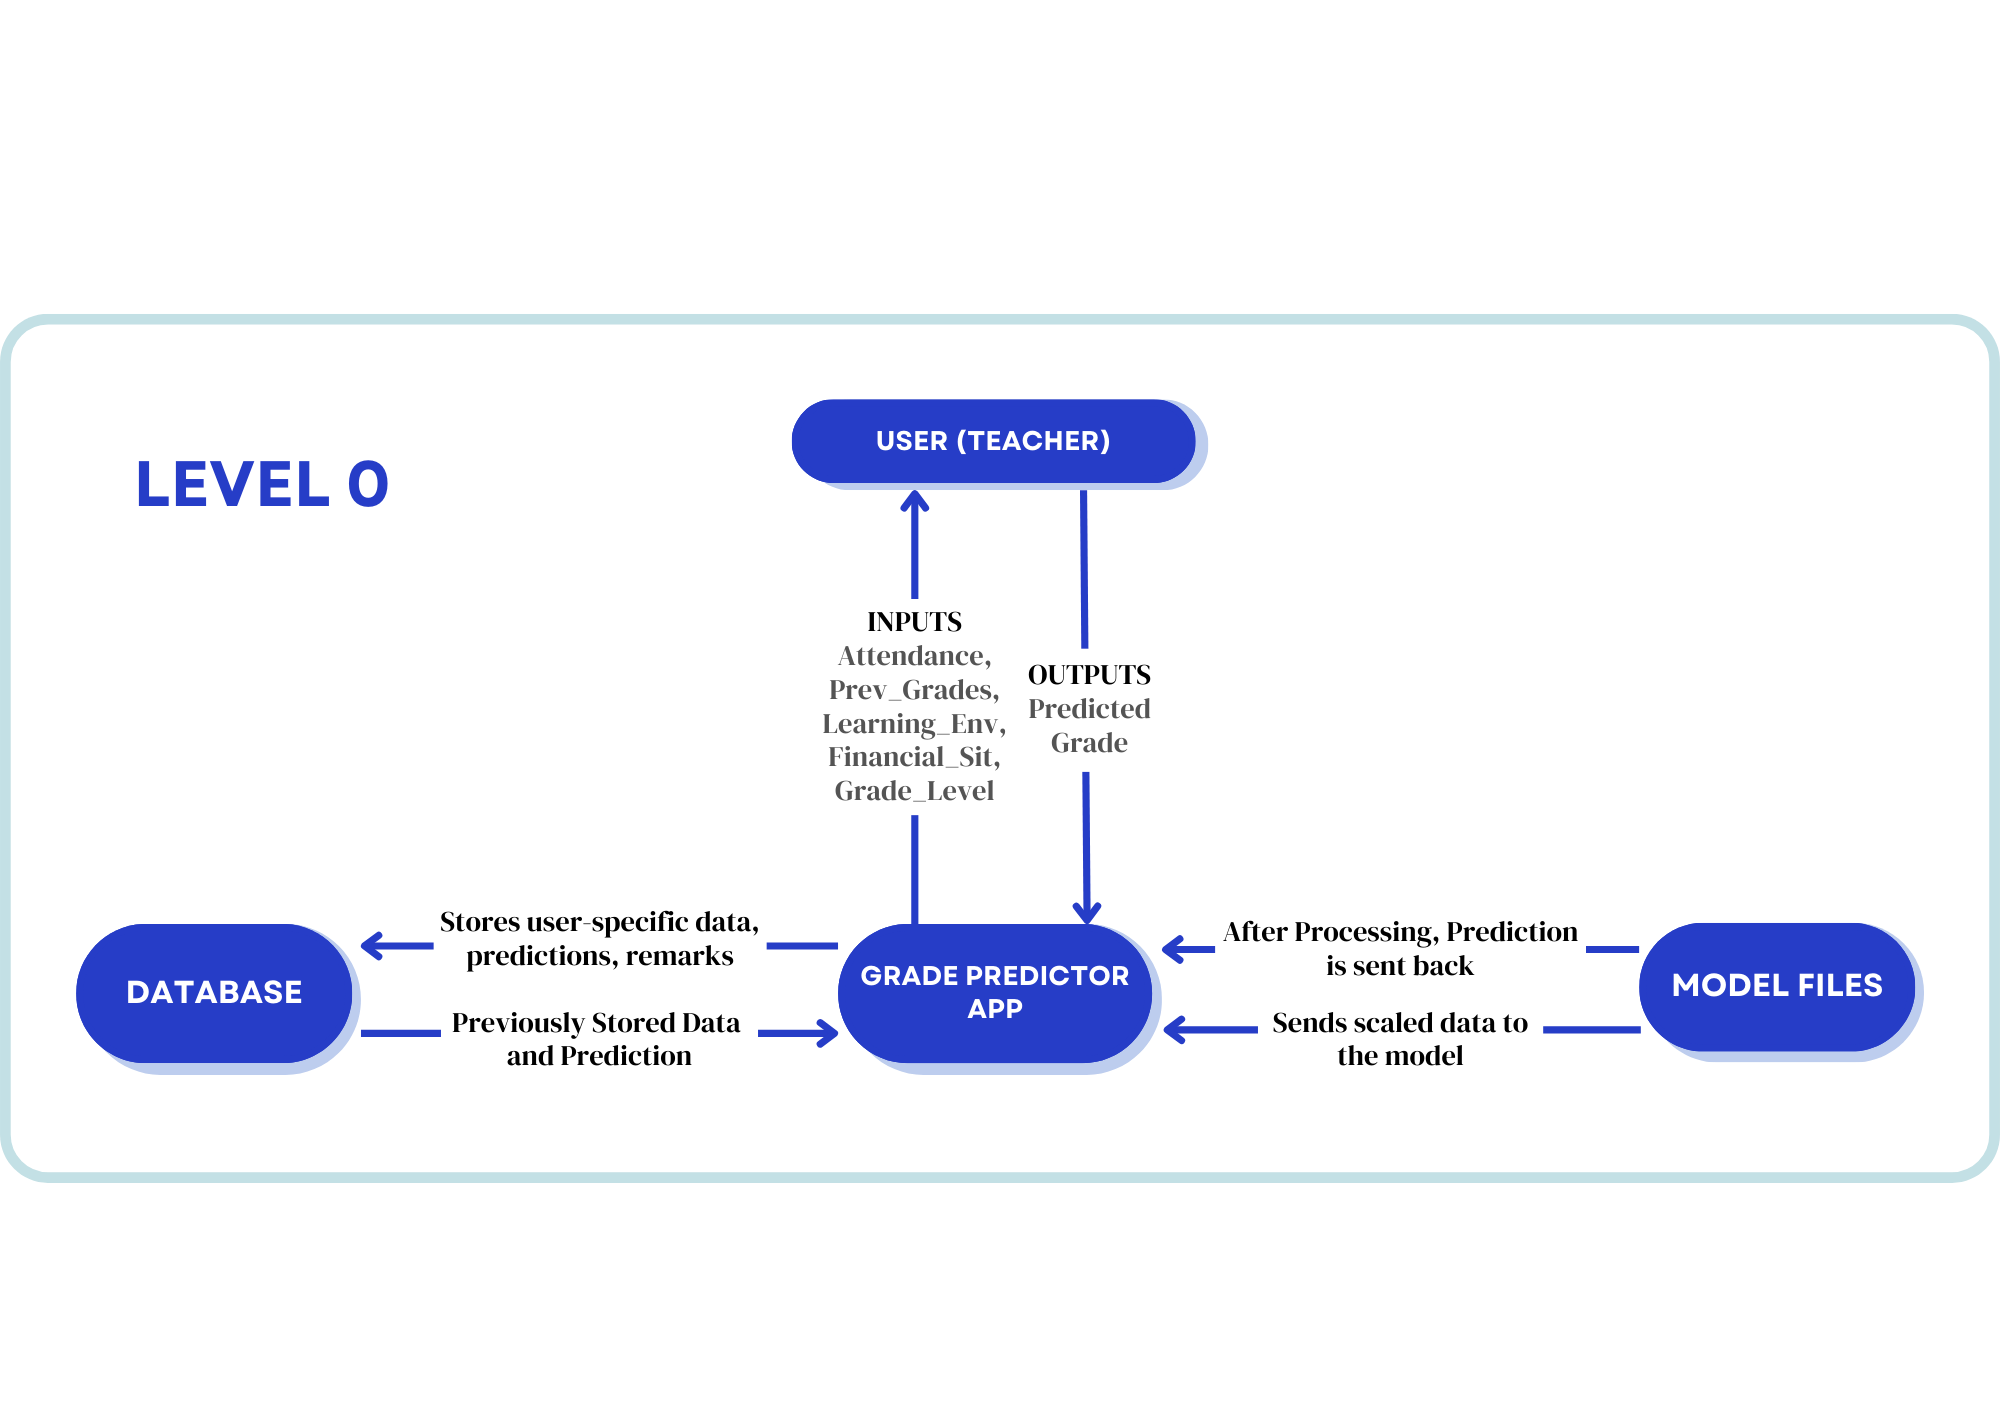 LEVEL 0
USER (TEACHER)
INPUTS
Attendance,
Prev_Grades,
Learning_Env,
Financial_Sit,
Grade_Level
OUTPUTS
Predicted
Grade
Stores user-specific data,
predictions, remarks
DATABASE
Previously Stored Data
and Prediction
GRADE PREDICTOR
APP
After Processing, Prediction
is sent back
Sends scaled data to
the model
MODEL FILES